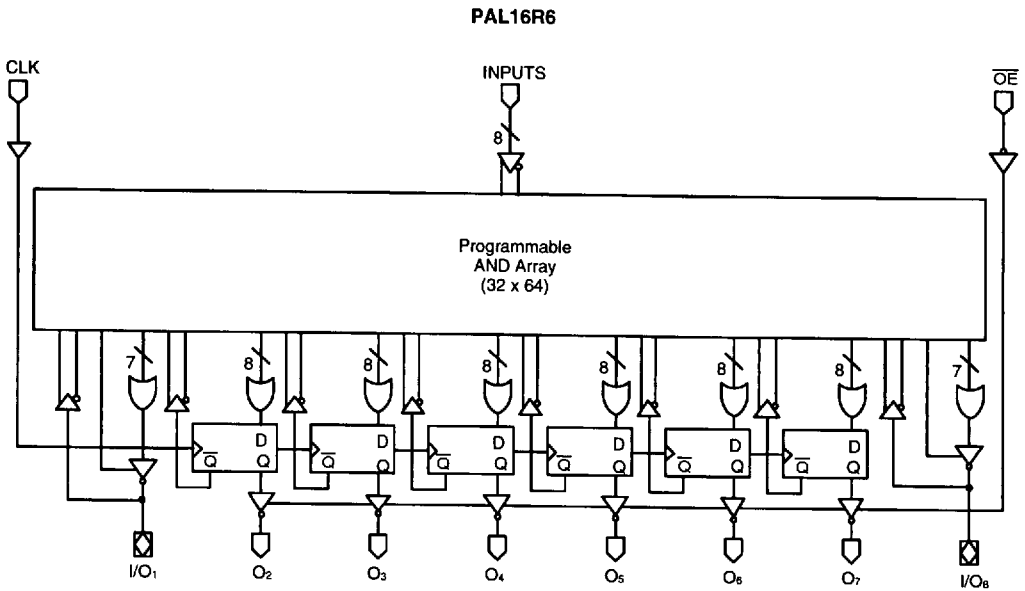 PAL16R6
CLK
INPUTS
OE
8
Programmable
AND Array
(32 x 64)
7 8 8 8 8 8 8 7
D D D D D D
Q Q Q Q Q Q
Q Q Q Q Q Q
I/O1 O2 O3 O4 O5 O6 O7 I/O8